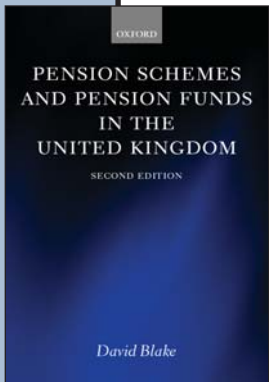 OXFORD
PENSION SCHEMES
AND PENSION FUNDS
IN THE
UNITED KINGDOM
SECOND EDITION
David Blake